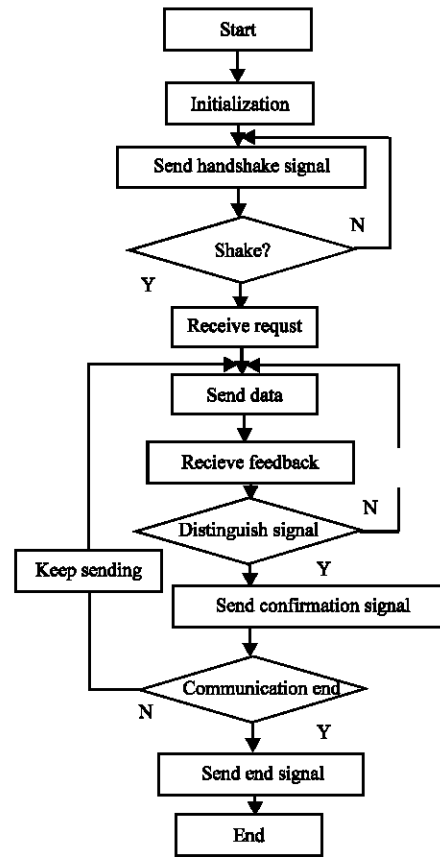 Start
Initialization
Send handshake signal
Shake?
N
Y
Receive requst
Send data
Recieve feedback
N
Distinguish signal
Keep sending
Y
Send confirmation signal
Communication end
N
Y
Send end signal
End